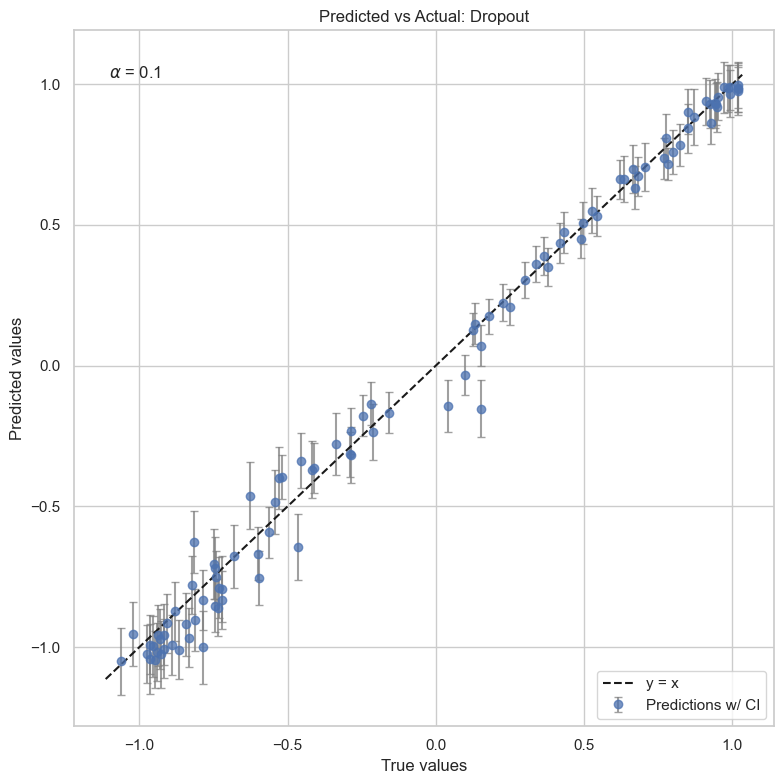 Predicted vs Actual: Dropout
α = 0.1
Predicted values
1.0
0.5
0.0
−0.5
−1.0
−1.0
−0.5
0.0
0.5
1.0
True values
y = x
Predictions w/ CI